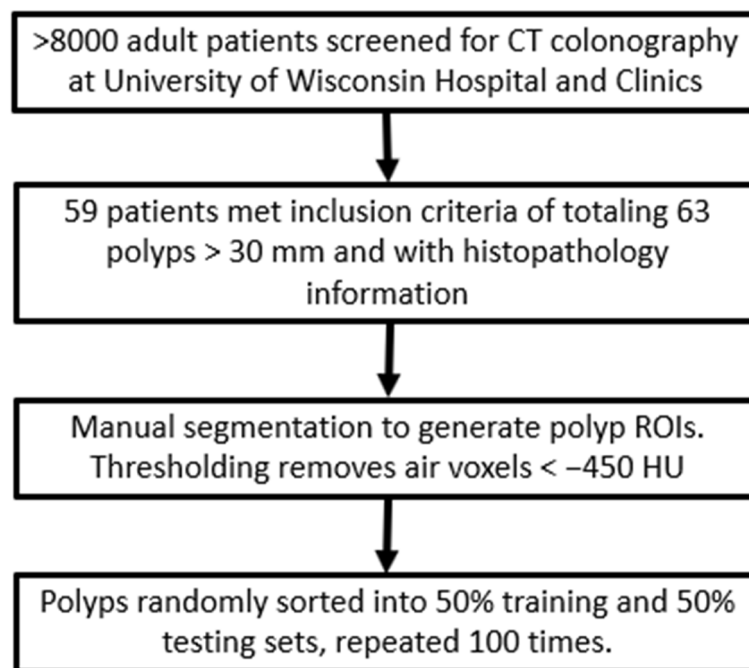 >8000 adult patients screened for CT colonography
at University of Wisconsin Hospital and Clinics
59 patients met inclusion criteria of totaling 63
polyps > 30 mm and with histopathology
information
Manual segmentation to generate polyp ROIs.
Thresholding removes air voxels < −450 HU
Polyps randomly sorted into 50% training and 50%
testing sets, repeated 100 times.